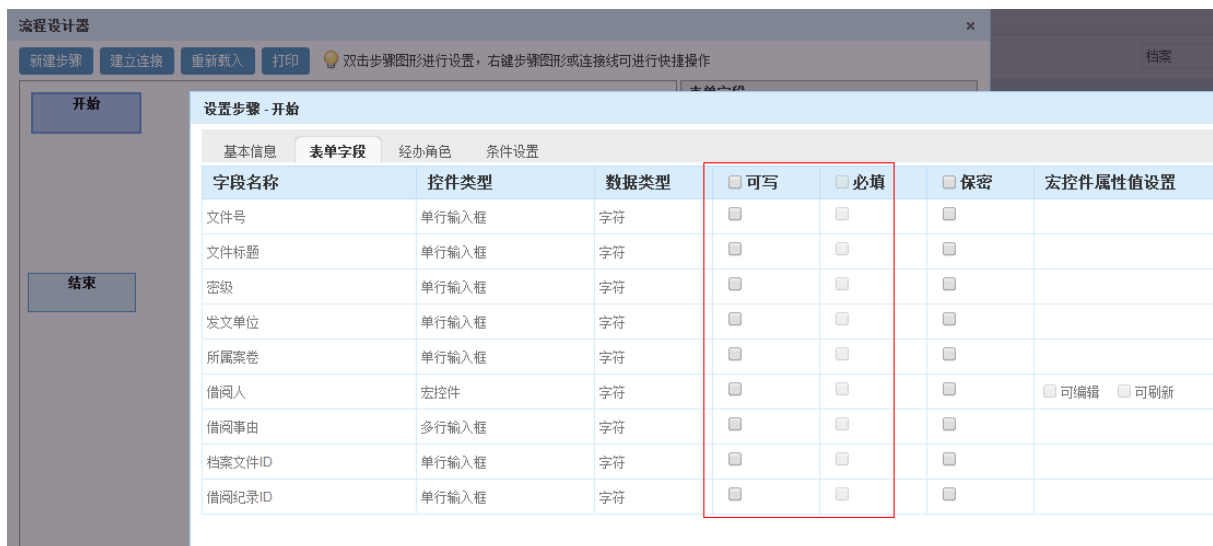 流程设计器 ×
新建步骤 建立连接 重新载入 打印 双击步骤图形进行设置，右键步骤图形或连接线可进行快捷操作
档案
开始
结束
设置步骤 - 开始
基本信息 表单字段 经办角色 条件设置
字段名称 控件类型 数据类型 可写 必填 保密 宏控件属性值设置
文件号 单行输入框 字符
文件标题 单行输入框 字符
密级 单行输入框 字符
发文单位 单行输入框 字符
所属案卷 单行输入框 字符
借阅人 宏控件 字符 可编辑 可刷新
借阅事由 多行输入框 字符
档案文件ID 单行输入框 字符
借阅纪录ID 单行输入框 字符